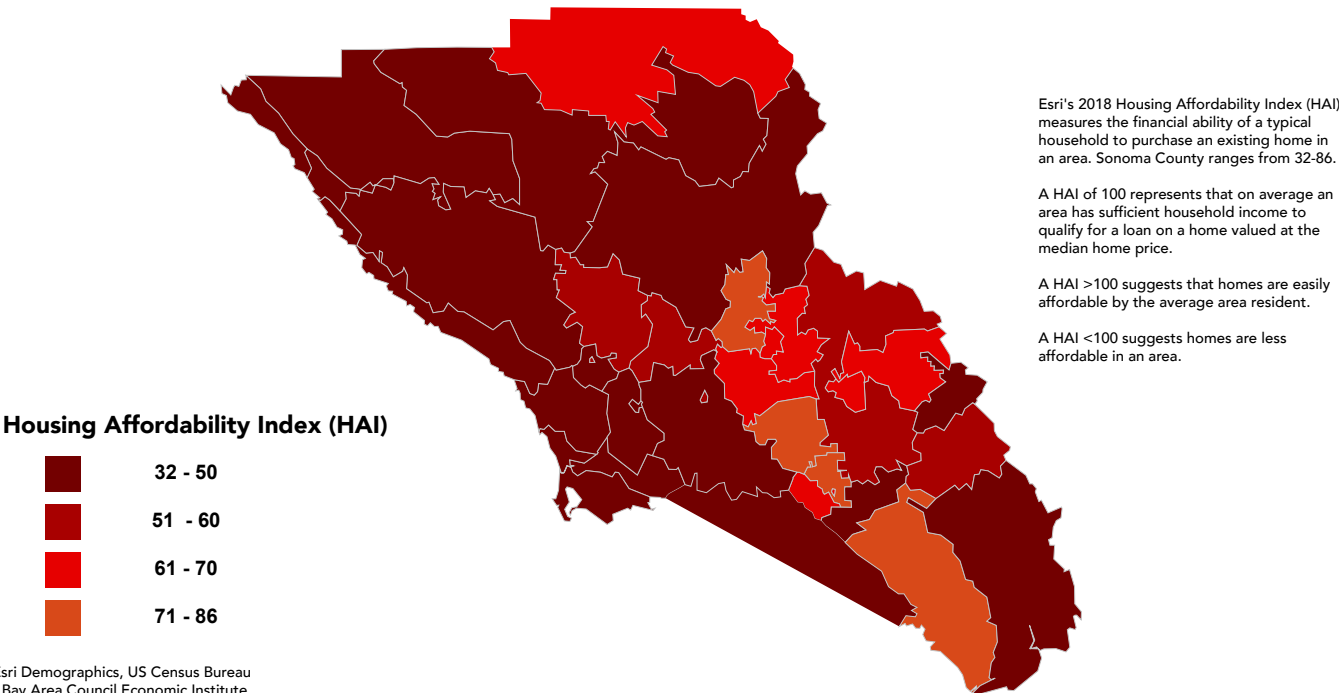 Esri's 2018 Housing Affordability Index (HAI)
measures the financial ability of a typical
household to purchase an existing home in
an area. Sonoma County ranges from 32-86.
A HAI of 100 represents that on average an
area has sufficient household income to
qualify for a loan on a home valued at the
median home price.
A HAI >100 suggests that homes are easily
affordable by the average area resident.
A HAI <100 suggests homes are less
affordable in an area.
Housing Affordability Index (HAI)
32 - 50
51 - 60
61 - 70
71 - 86
Esri Demographics, US Census Bureau
Bay Area Council Economic Institute